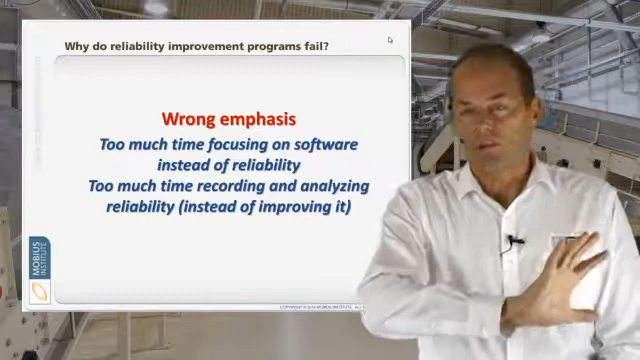 Why do reliability improvement programs fail?
Wrong emphasis
Too much time focusing on software
instead of reliability
Too much time recording and analyzing
reliability (instead of improving it)
MOBIUS
INSTITUTE